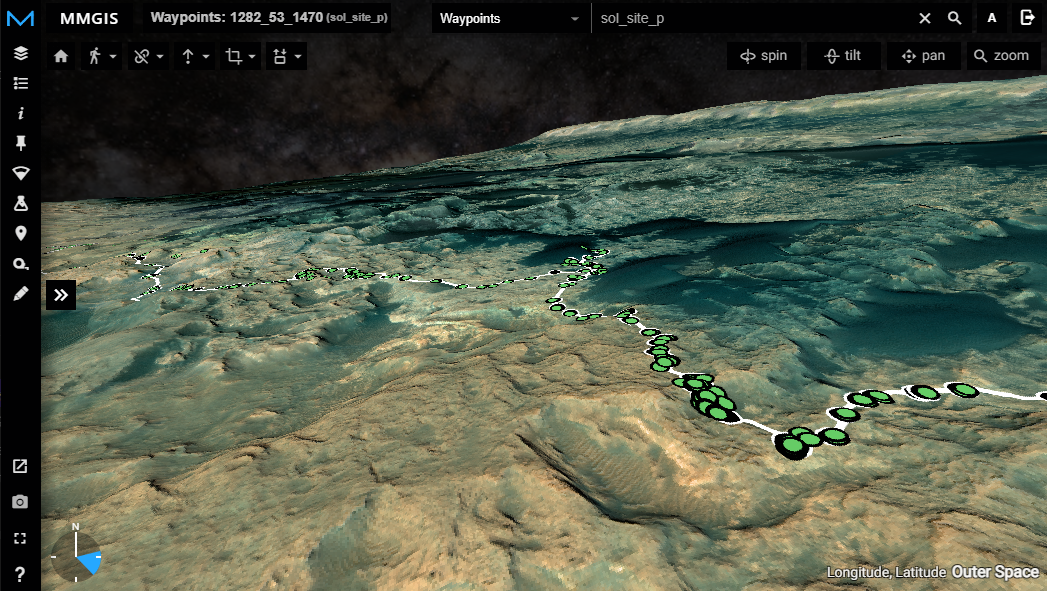 MMGIS Waypoints: 1282_53_1470 (sol_site_p) Waypoints sol_site_p A
spin tilt pan zoom
i
?
N
Longitude, Latitude Outer Space